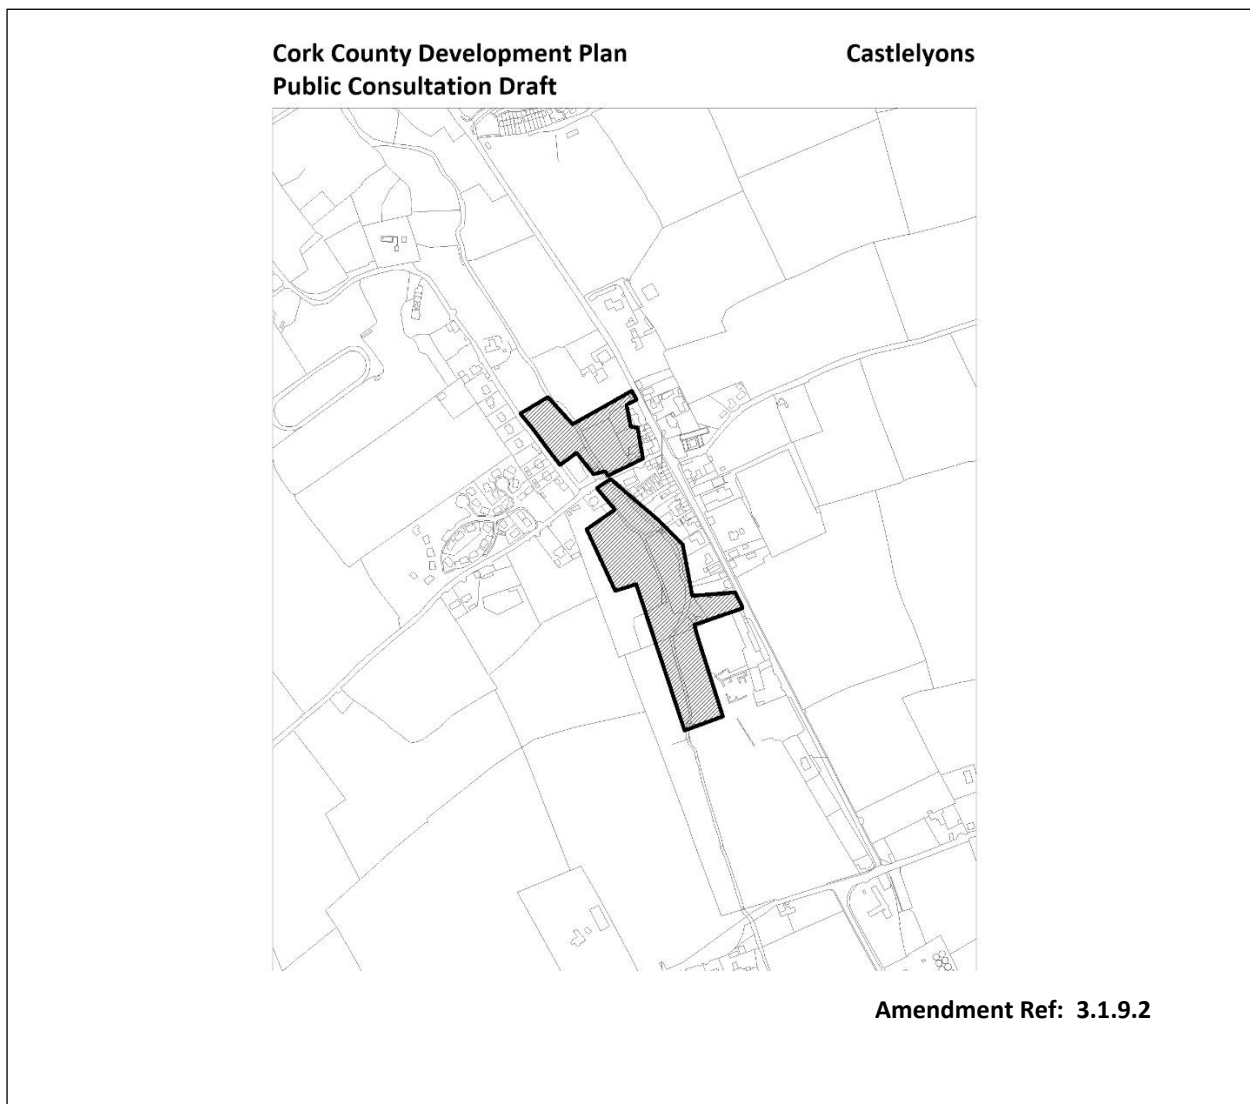 Cork County Development Plan Castlelyons
Public Consultation Draft
Amendment Ref: 3.1.9.2